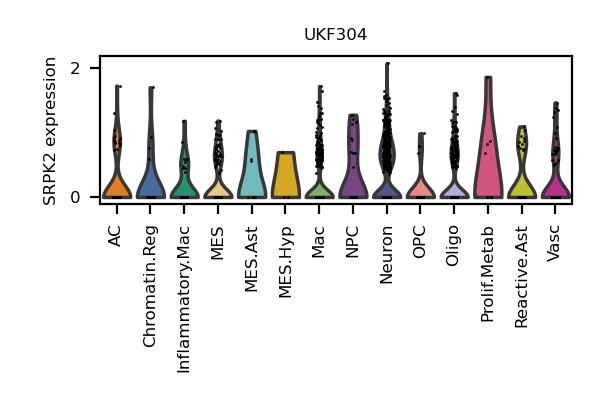 UKF304
SRPK2 expression
2
0
AC
Chromatin.Reg
Inflammatory.Mac
MES
MES.Ast
MES.Hyp
Mac
NPC
Neuron
OPC
Oligo
Prolif.Metab
Reactive.Ast
Vasc